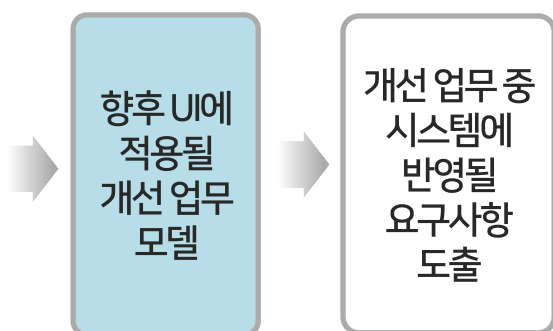 향후 UI에
적용될
개선 업무
모델
개선 업무 중
시스템에
반영될
요구사항
도출